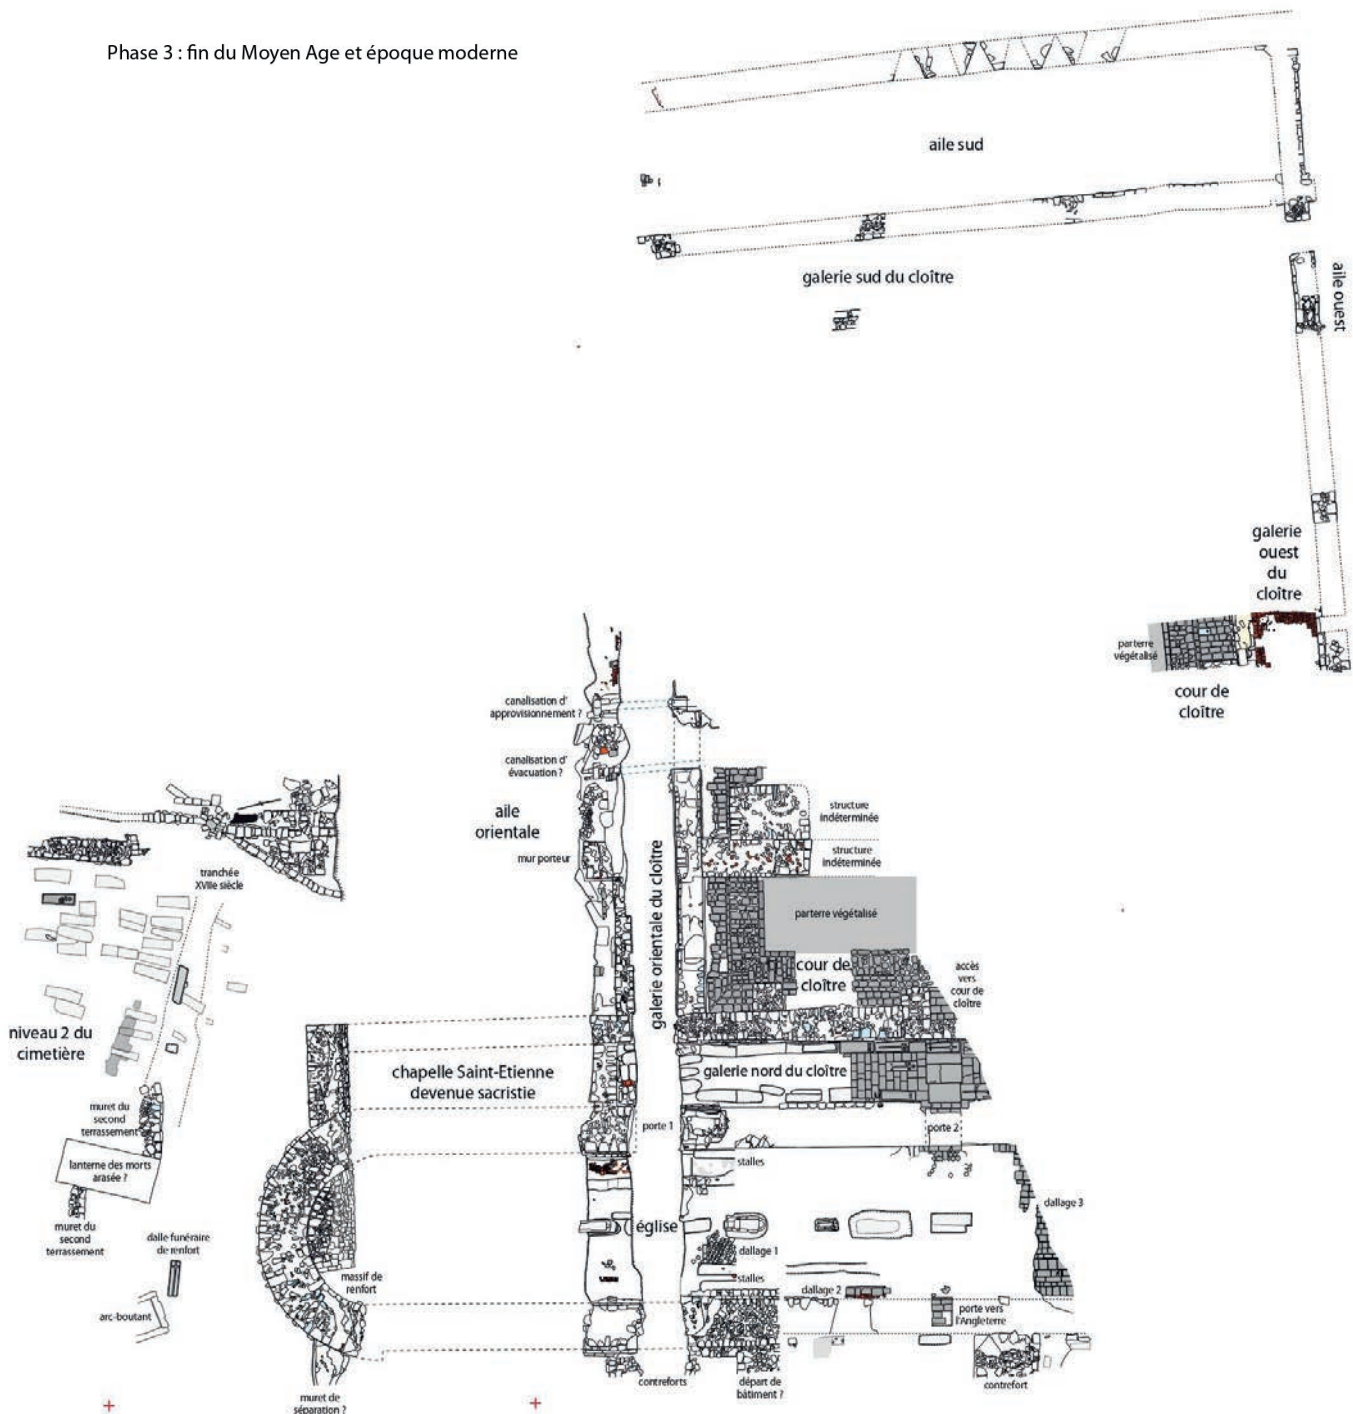 Phase 3 : fin du Moyen Age et époque moderne
aile sud
galerie sud du cloître
aile ouest
galerie
ouest
du
cloître
parterre
végétalisé
cour de
cloître
canalisation d'
approvisionnement ?
canalisation d'
évacuation ?
aile
orientale
mur porteur
galerie orientale du cloître
structure
indéterminée
structure
indéterminée
parterre végétalisé
cour de
cloître
accès
vers
cour de
cloître
tranchée
XVIIe siècle
niveau 2 du
cimetière
chapelle Saint-Etienne
devenue sacristie
galerie nord du cloître
muret du
second
terrassement
porte 1
porte 2
lanterne des morts
arasée ?
stalles
dallage 3
muret du
second
terrassement
dalle funéraire
de renfort
église
dallage 1
massif de
renfort
stalles
dallage 2
arc-boutant
porte vers
l'Angleterre
contreforts
départ de
bâtiment ?
contrefort
muret de
séparation ?